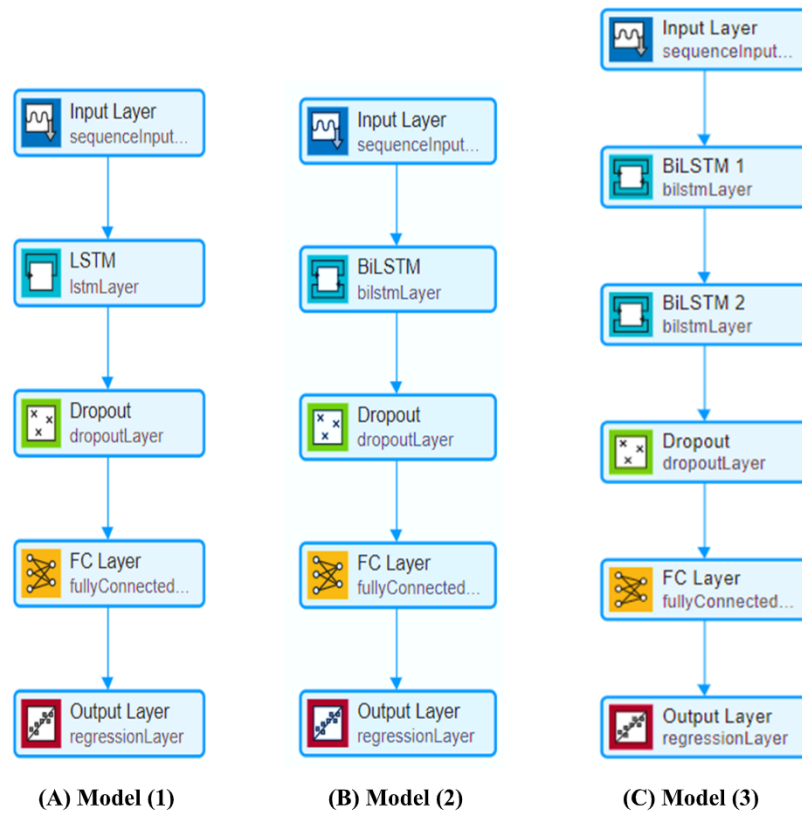 Input Layer
sequenceInput...
LSTM
lstmLayer
Dropout
dropoutLayer
FC Layer
fullyConnected...
Output Layer
regressionLayer
(A) Model (1)
Input Layer
sequenceInput...
BiLSTM
bilstmLayer
Dropout
dropoutLayer
FC Layer
fullyConnected...
Output Layer
regressionLayer
(B) Model (2)
Input Layer
sequenceInput...
BiLSTM 1
bilstmLayer
BiLSTM 2
bilstmLayer
Dropout
dropoutLayer
FC Layer
fullyConnected...
Output Layer
regressionLayer
(C) Model (3)